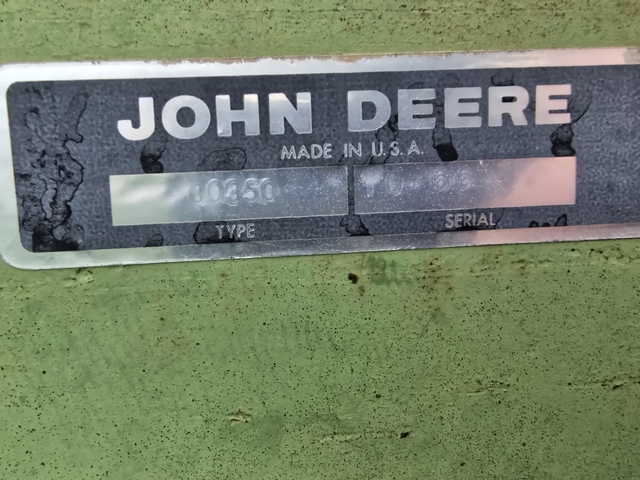 JOHN DEERE
MADE IN U.S.A.
TYPE SERIAL